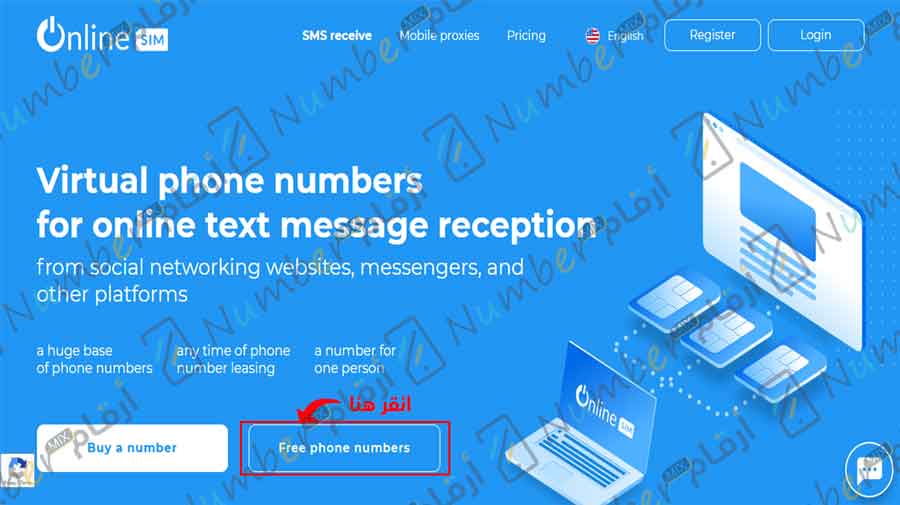 Online SIM
SMS receive
Mobile proxies
Pricing
English
Register
Login
Virtual phone numbers
for online text message reception
from social networking websites, messengers, and
other platforms
a huge base
of phone numbers
any time of phone
number leasing
a number for
one person
انقر هنا
Buy a number
Free phone numbers
Online SIM
أرقام Number MIX